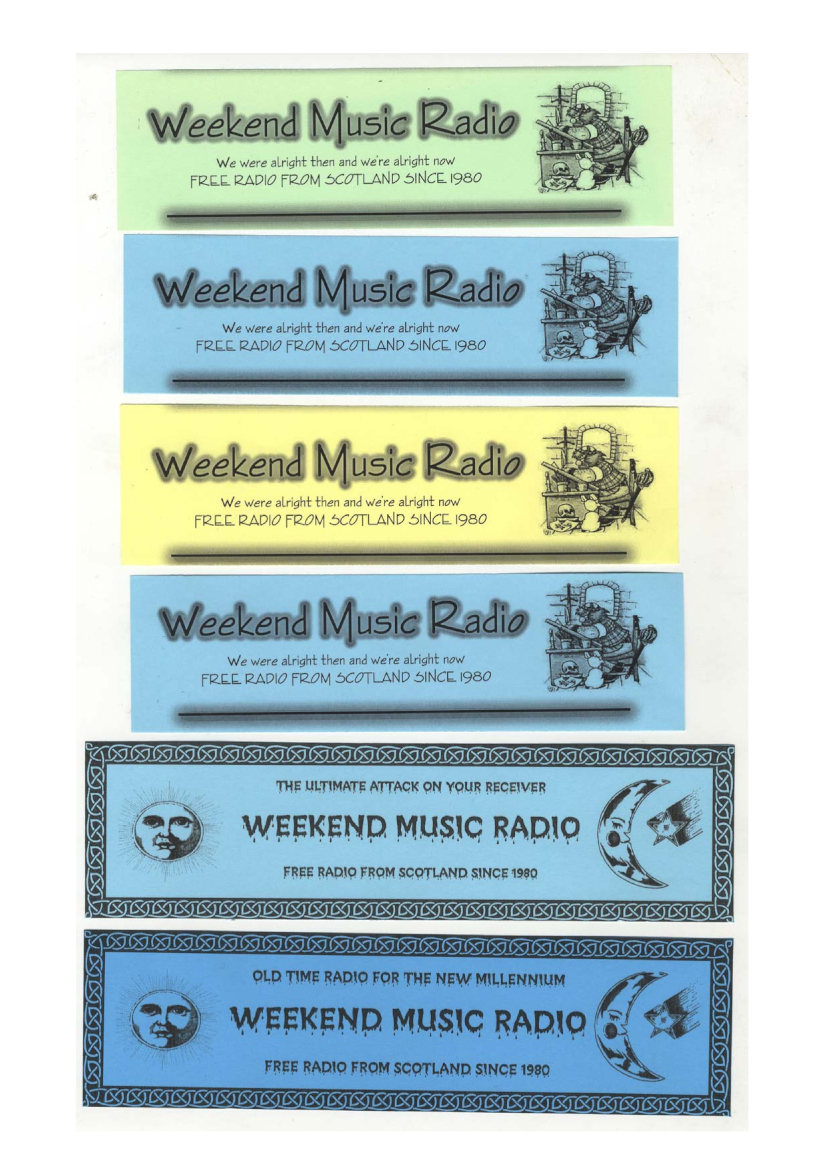 Weekend Music Radio
We were alright then and we're alright now
FREE RADIO FROM SCOTLAND SINCE 1980
Weekend Music Radio
We were alright then and we're alright now
FREE RADIO FROM SCOTLAND SINCE 1980
Weekend Music Radio
We were alright then and we're alright now
FREE RADIO FROM SCOTLAND SINCE 1980
Weekend Music Radio
We were alright then and we're alright now
FREE RADIO FROM SCOTLAND SINCE 1980
THE ULTIMATE ATTACK ON YOUR RECEIVER
WEEKEND MUSIC RADIO
FREE RADIO FROM SCOTLAND SINCE 1980
OLD TIME RADIO FOR THE NEW MILLENNIUM
WEEKEND MUSIC RADIO
FREE RADIO FROM SCOTLAND SINCE 1980